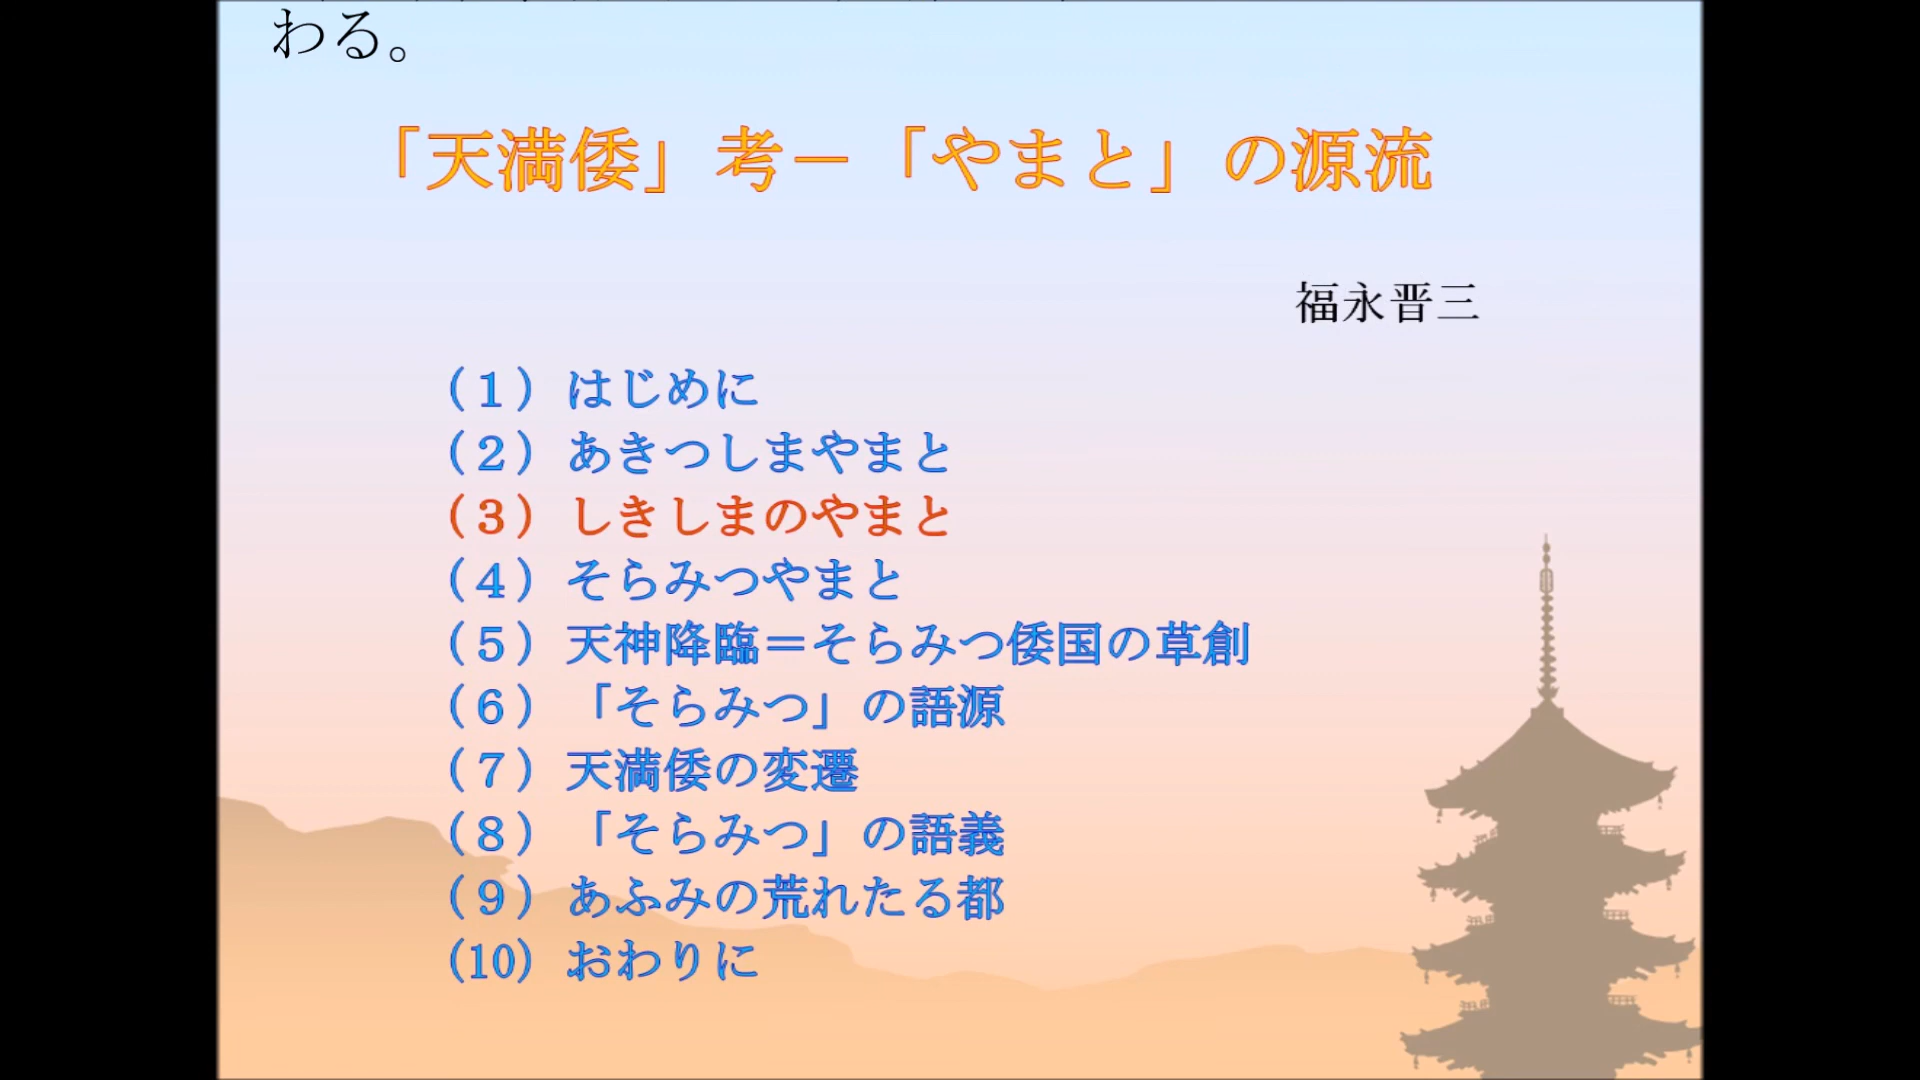 わる。
「天満倭」考－「やまと」の源流
福永晋三
（１）はじめに
（２）あきつしまやまと
（３）しきしまのやまと
（４）そらみつやまと
（５）天神降臨＝そらみつ倭国の草創
（６）「そらみつ」の語源
（７）天満倭の変遷
（８）「そらみつ」の語義
（９）あふみの荒れたる都
(10）おわりに